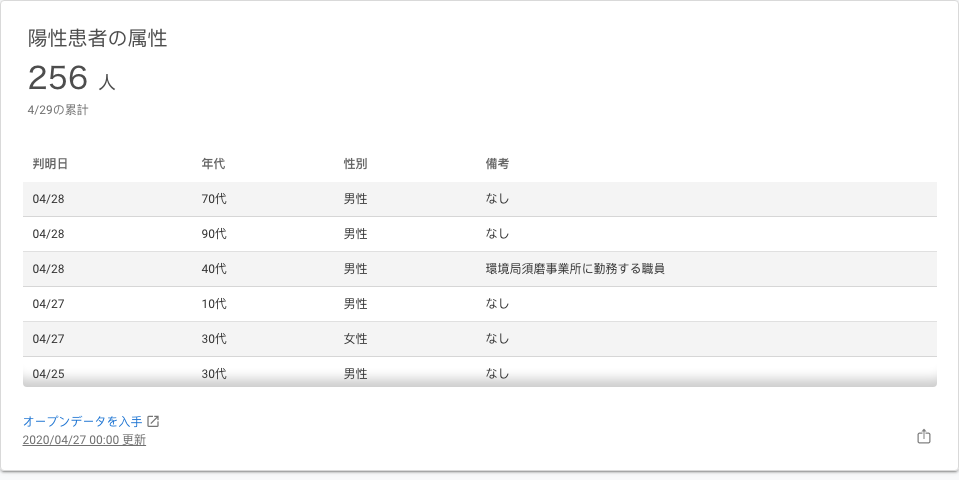 陽性患者の属性
256 人
4/29の累計
判明日 年代 性別 備考
04/28 70代 男性 なし
04/28 90代 男性 なし
04/28 40代 男性 環境局須磨事業所に勤務する職員
04/27 10代 男性 なし
04/27 30代 女性 なし
04/25 30代 男性 なし
オープンデータを入手
2020/04/27 00:00 更新